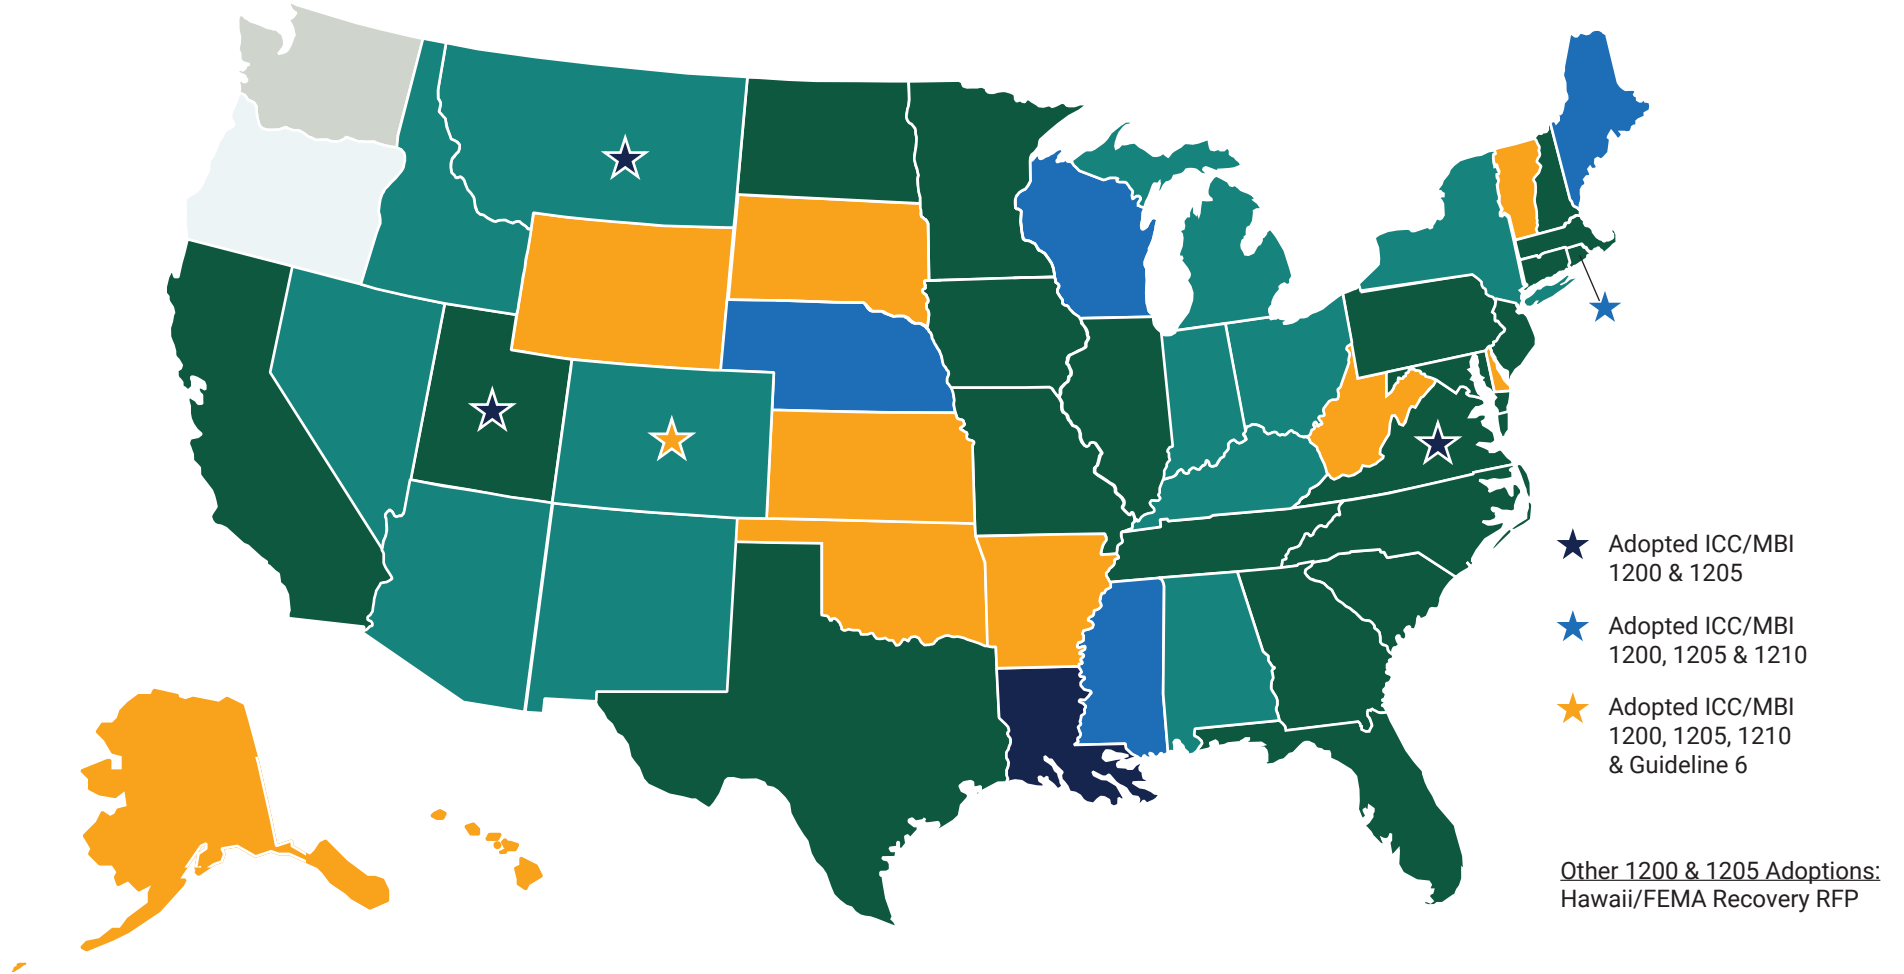 Adopted ICC/MBI
1200 & 1205
Adopted ICC/MBI
1200, 1205 & 1210
Adopted ICC/MBI
1200, 1205, 1210
& Guideline 6
Other 1200 & 1205 Adoptions:
Hawaii/FEMA Recovery RFP